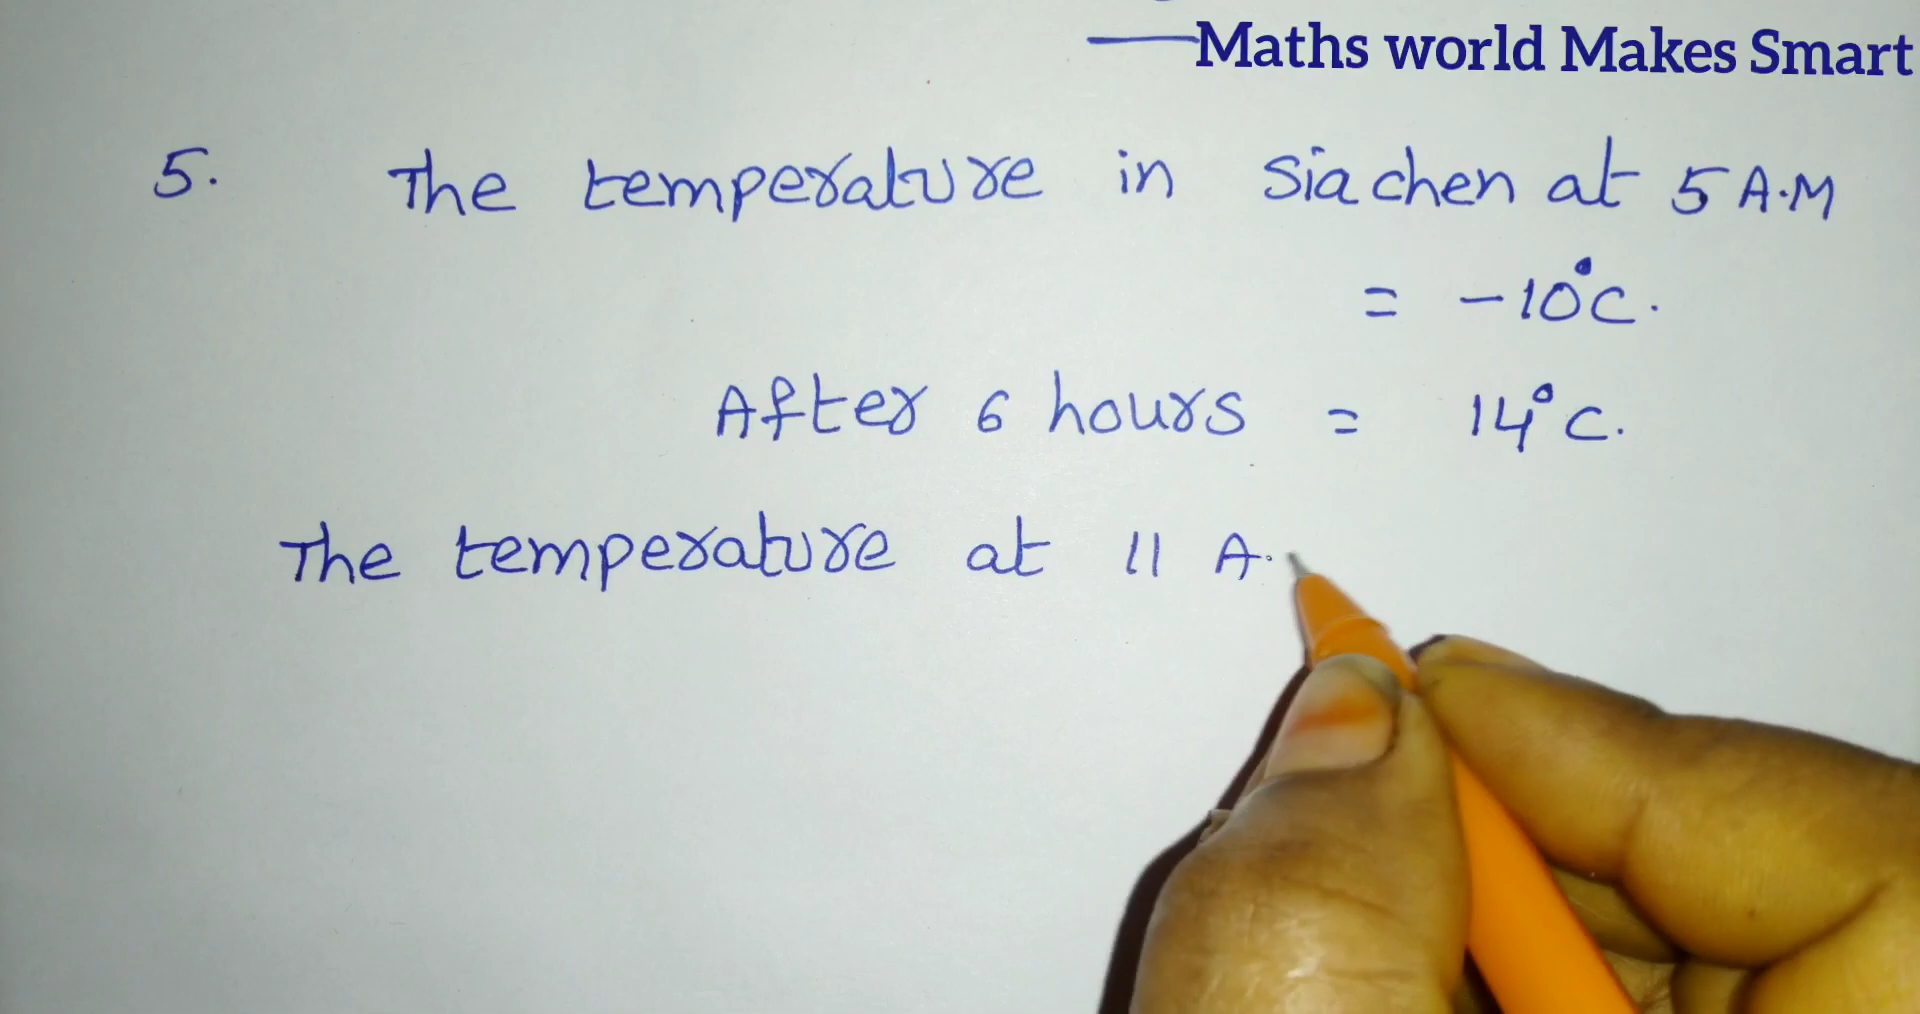 Maths world Makes Smart
5. The temperature in Siachen at 5 A.M
= -10°C.
After 6 hours = 14°C.
The temperature at 11 A.